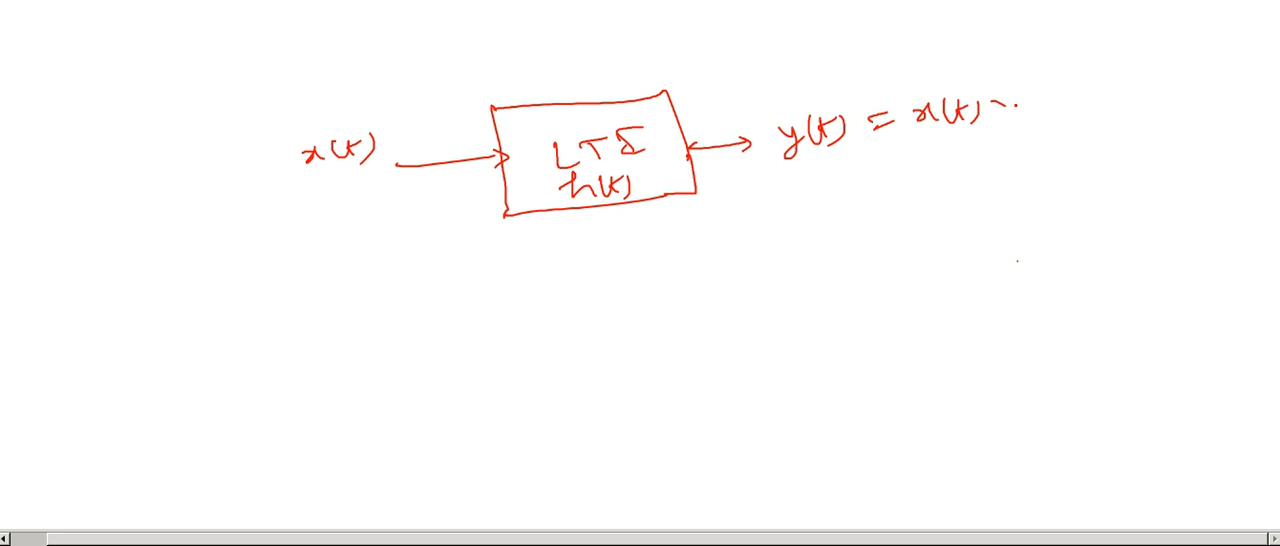 x(t)
LTI
h(t)
y(t) = x(t)